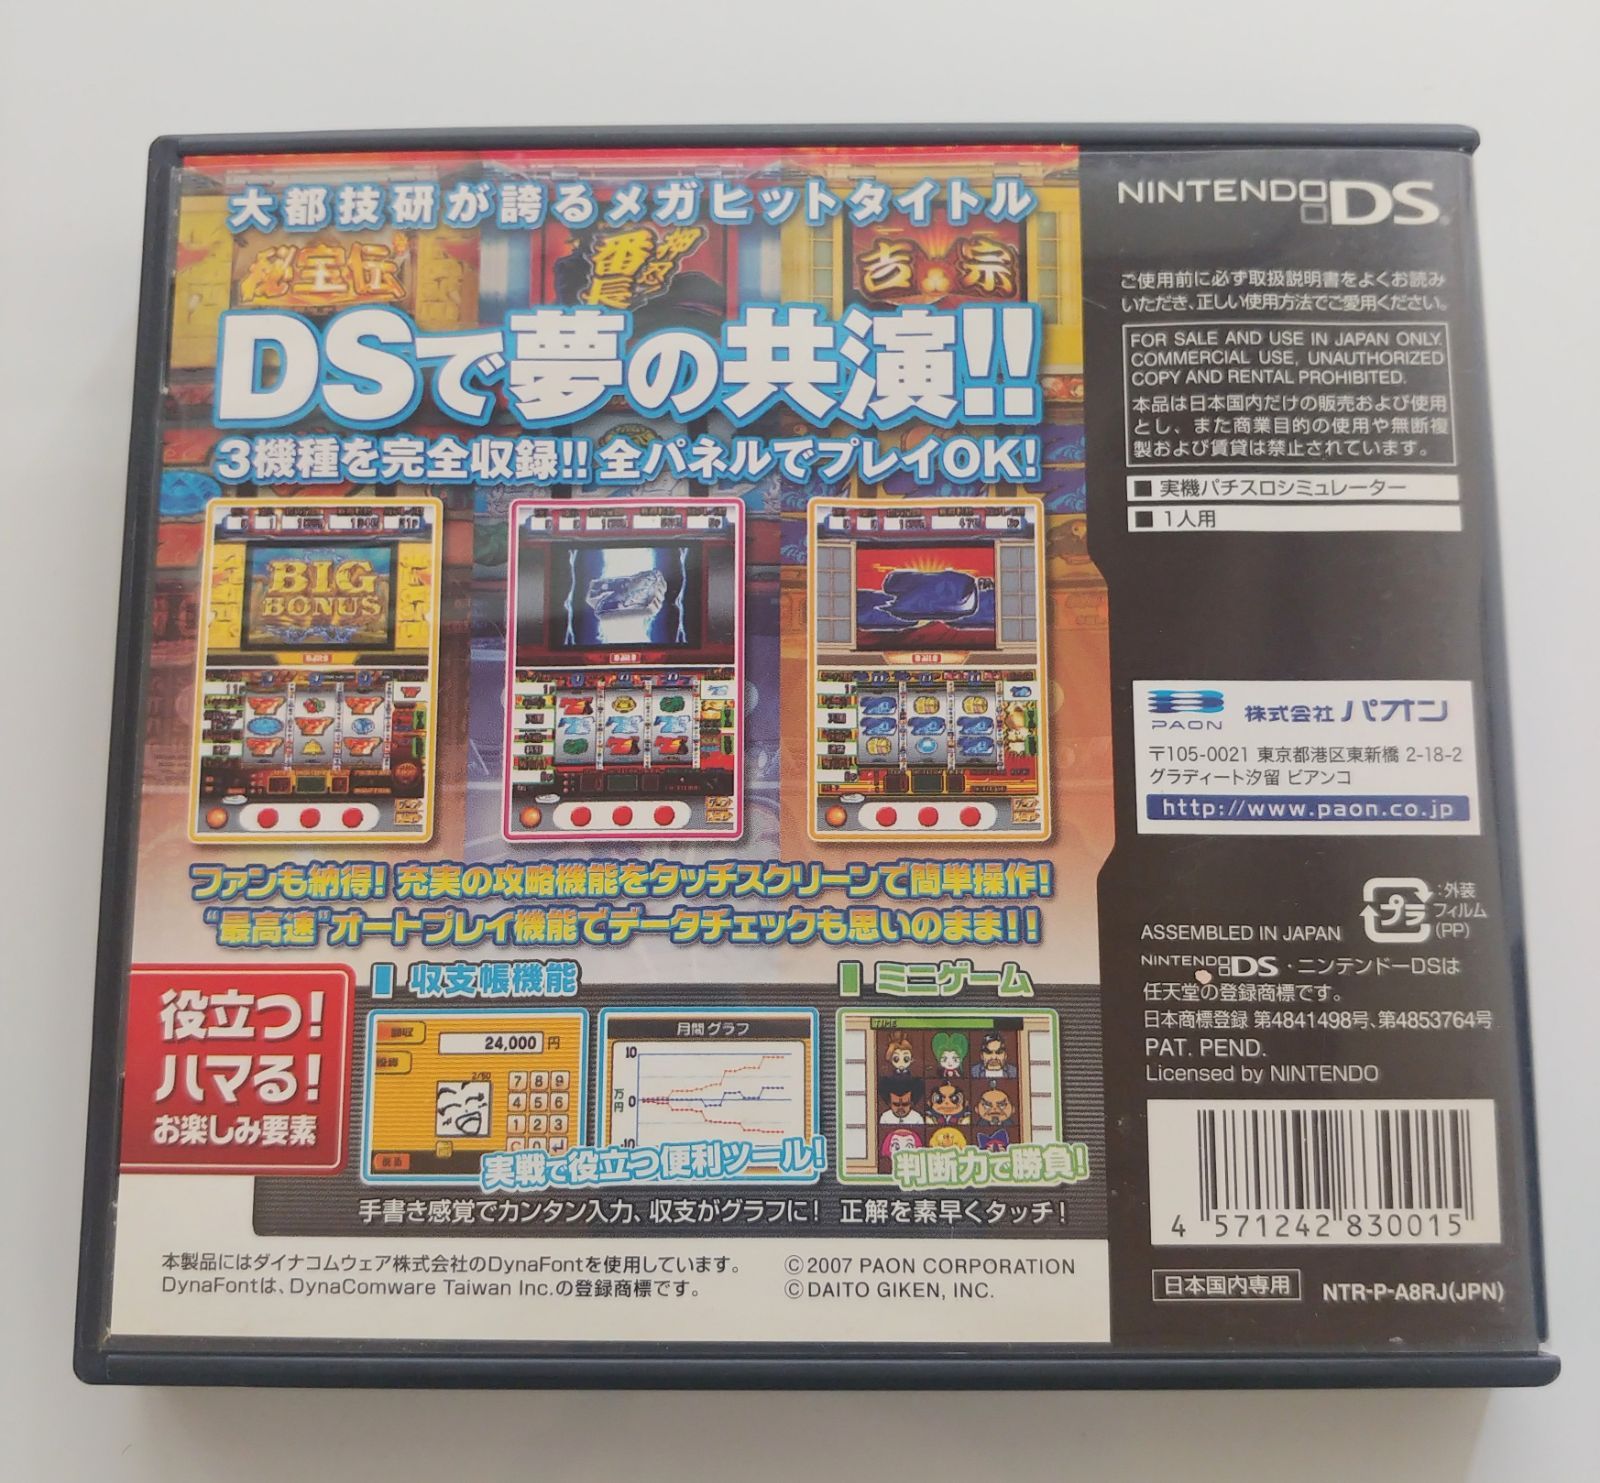 大都技研が誇るメガヒットタイトル
秘宝伝
押忍
番長
吉宗
DSで夢の共演!!
3機種を完全収録!! 全パネルでプレイOK!
BIG
BONUS
ファンも納得! 充実の攻略機能をタッチスクリーンで簡単操作!
“最高速”オートプレイ機能でデータチェックも思いのまま!!
役立つ!
ハマる!
お楽しみ要素
収支帳機能
回収
24,000 円
2/60
7 8 9
4 5 6
1 2 3
月間グラフ
10
万円
0
-10
実戦で役立つ便利ツール!
手書き感覚でカンタン入力、収支がグラフに!
ミニゲーム
TIME
判断力で勝負!
正解を素早くタッチ!
本製品にはダイナコムウェア株式会社のDynaFontを使用しています。
DynaFontは、DynaComware Taiwan Inc.の登録商標です。
©2007 PAON CORPORATION
©DAITO GIKEN, INC.
NINTENDO DS
ご使用前に必ず取扱説明書をよくお読み
いただき、正しい使用方法でご愛用ください。
FOR SALE AND USE IN JAPAN ONLY.
COMMERCIAL USE, UNAUTHORIZED
COPY AND RENTAL PROHIBITED.
本品は日本国内だけの販売および使用
とし、また商業目的の使用や無断複
製および賃貸は禁止されています。
■ 実機パチスロシミュレーター
■ 1人用
PAON 株式会社 パオン
〒105-0021 東京都港区東新橋 2-18-2
グラディート汐留 ビアンコ
http://www.paon.co.jp
プラ
:外装
フィルム
(PP)
ASSEMBLED IN JAPAN
NINTENDO DS・ニンテンドーDSは
任天堂の登録商標です。
日本商標登録 第4841498号、第4853764号
PAT. PEND.
Licensed by NINTENDO
4 571242 830015
日本国内専用
NTR-P-A8RJ(JPN)